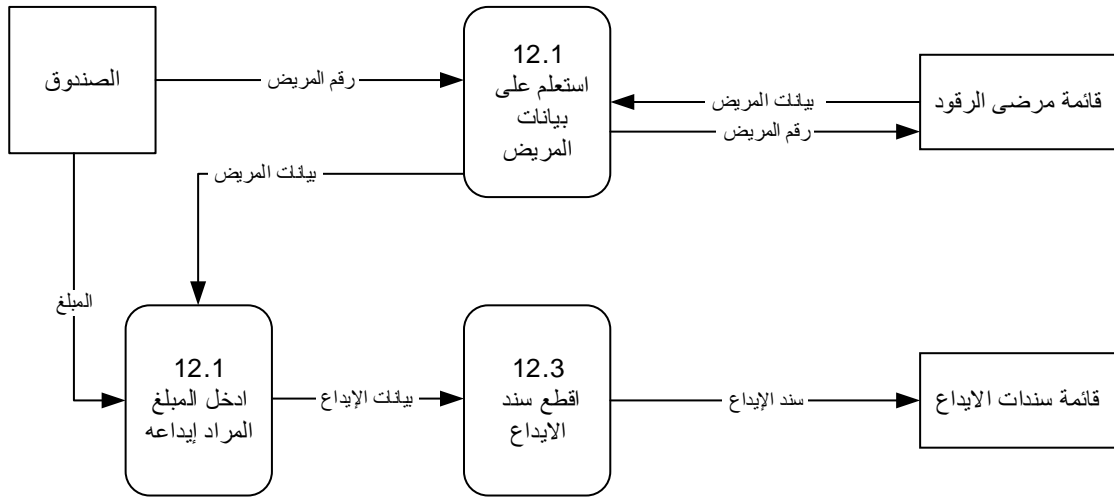 الصندوق
رقم المريض
12.1
استعلم على
بيانات
المريض
بيانات المريض
رقم المريض
قائمة مرضى الرقود
بيانات المريض
المبلغ
12.1
ادخل المبلغ
المراد إيداعه
بيانات الإيداع
12.3
اقطع سند
الايداع
سند الإيداع
قائمة سندات الايداع